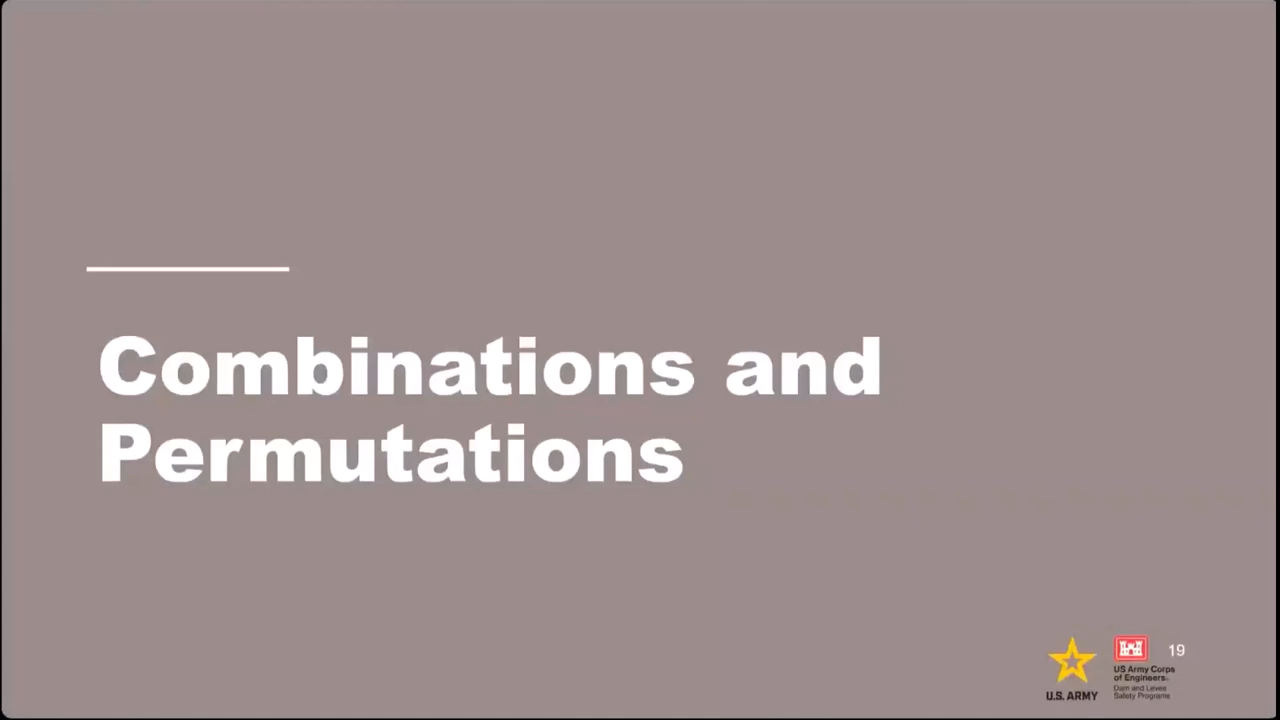 Combinations and
Permutations
19
U.S. ARMY
US Army Corps
of Engineers®
Dam and Levee
Safety Programs